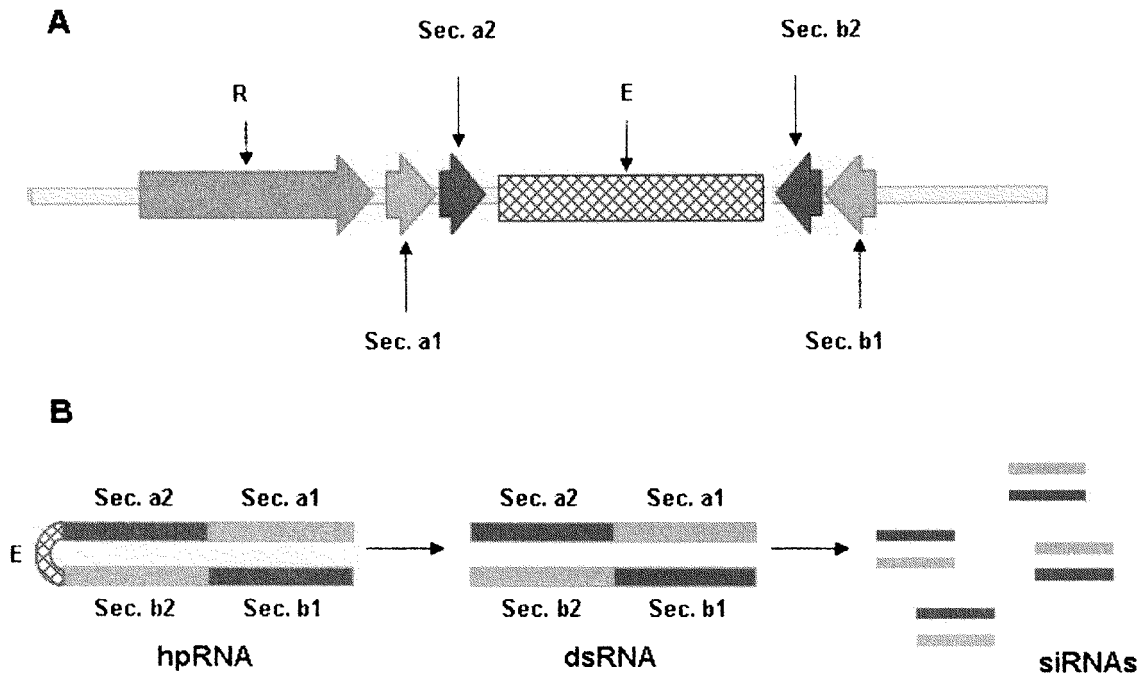 A
Sec. a2
Sec. b2
R
E
Sec. a1
Sec. b1
B
Sec. a2
Sec. a1
Sec. a2
Sec. a1
E
Sec. b2
Sec. b1
Sec. b2
Sec. b1
hpRNA
dsRNA
siRNAs